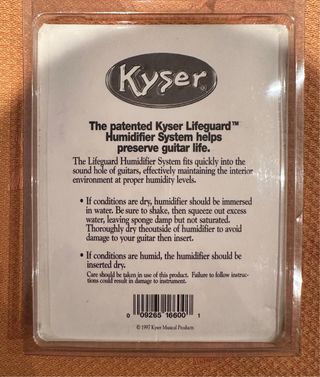 Kyser®
The patented Kyser Lifeguard™
Humidifier System helps
preserve guitar life.
The Lifeguard Humidifier System fits quickly into the
sound hole of guitars, effectively maintaining the interior
environment at proper humidity levels.
• If conditions are dry, humidifier should be immersed
in water. Be sure to shake, then squeeze out excess
water, leaving sponge damp but not saturated.
Thoroughly dry theoutside of humidifier to avoid
damage to your guitar then insert.
• If conditions are humid, the humidifier should be
inserted dry.
Care should be taken in use of this product. Failure to follow instruc-
tions could result in damage to instrument.
0 09265 16600 1
© 1997 Kyser Musical Products